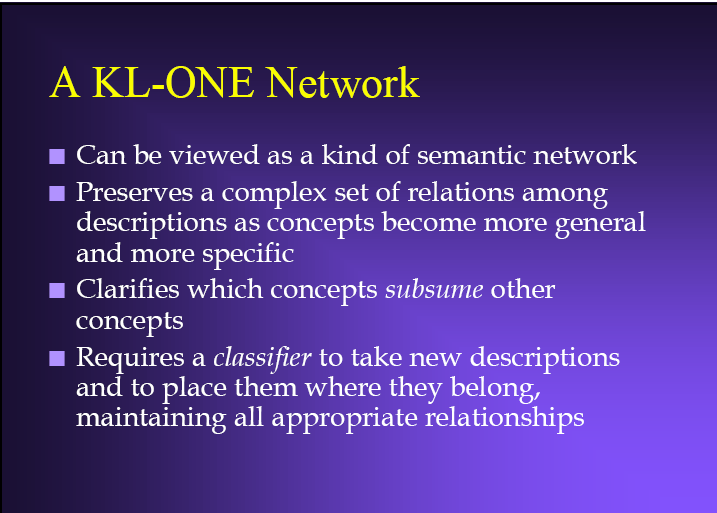 A KL-ONE Network
Can be viewed as a kind of semantic network
Preserves a complex set of relations among
descriptions as concepts become more general
and more specific
Clarifies which concepts subsume other
concepts
Requires a classifier to take new descriptions
and to place them where they belong,
maintaining all appropriate relationships